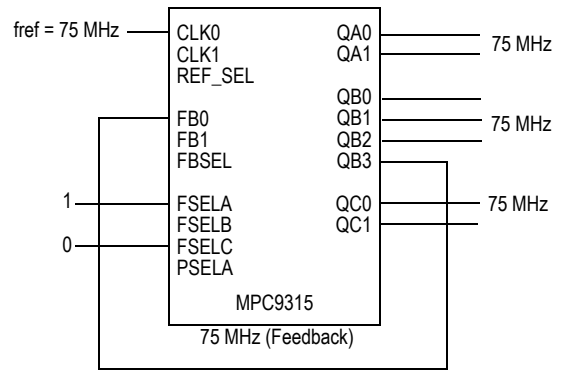 fref = 75 MHz
CLK0
CLK1
REF_SEL
FB0
FB1
FBSEL
1
FSELA
FSELB
0
FSELC
PSELA
QA0
QA1
75 MHz
QB0
QB1
QB2
QB3
75 MHz
QC0
QC1
75 MHz
MPC9315
75 MHz (Feedback)